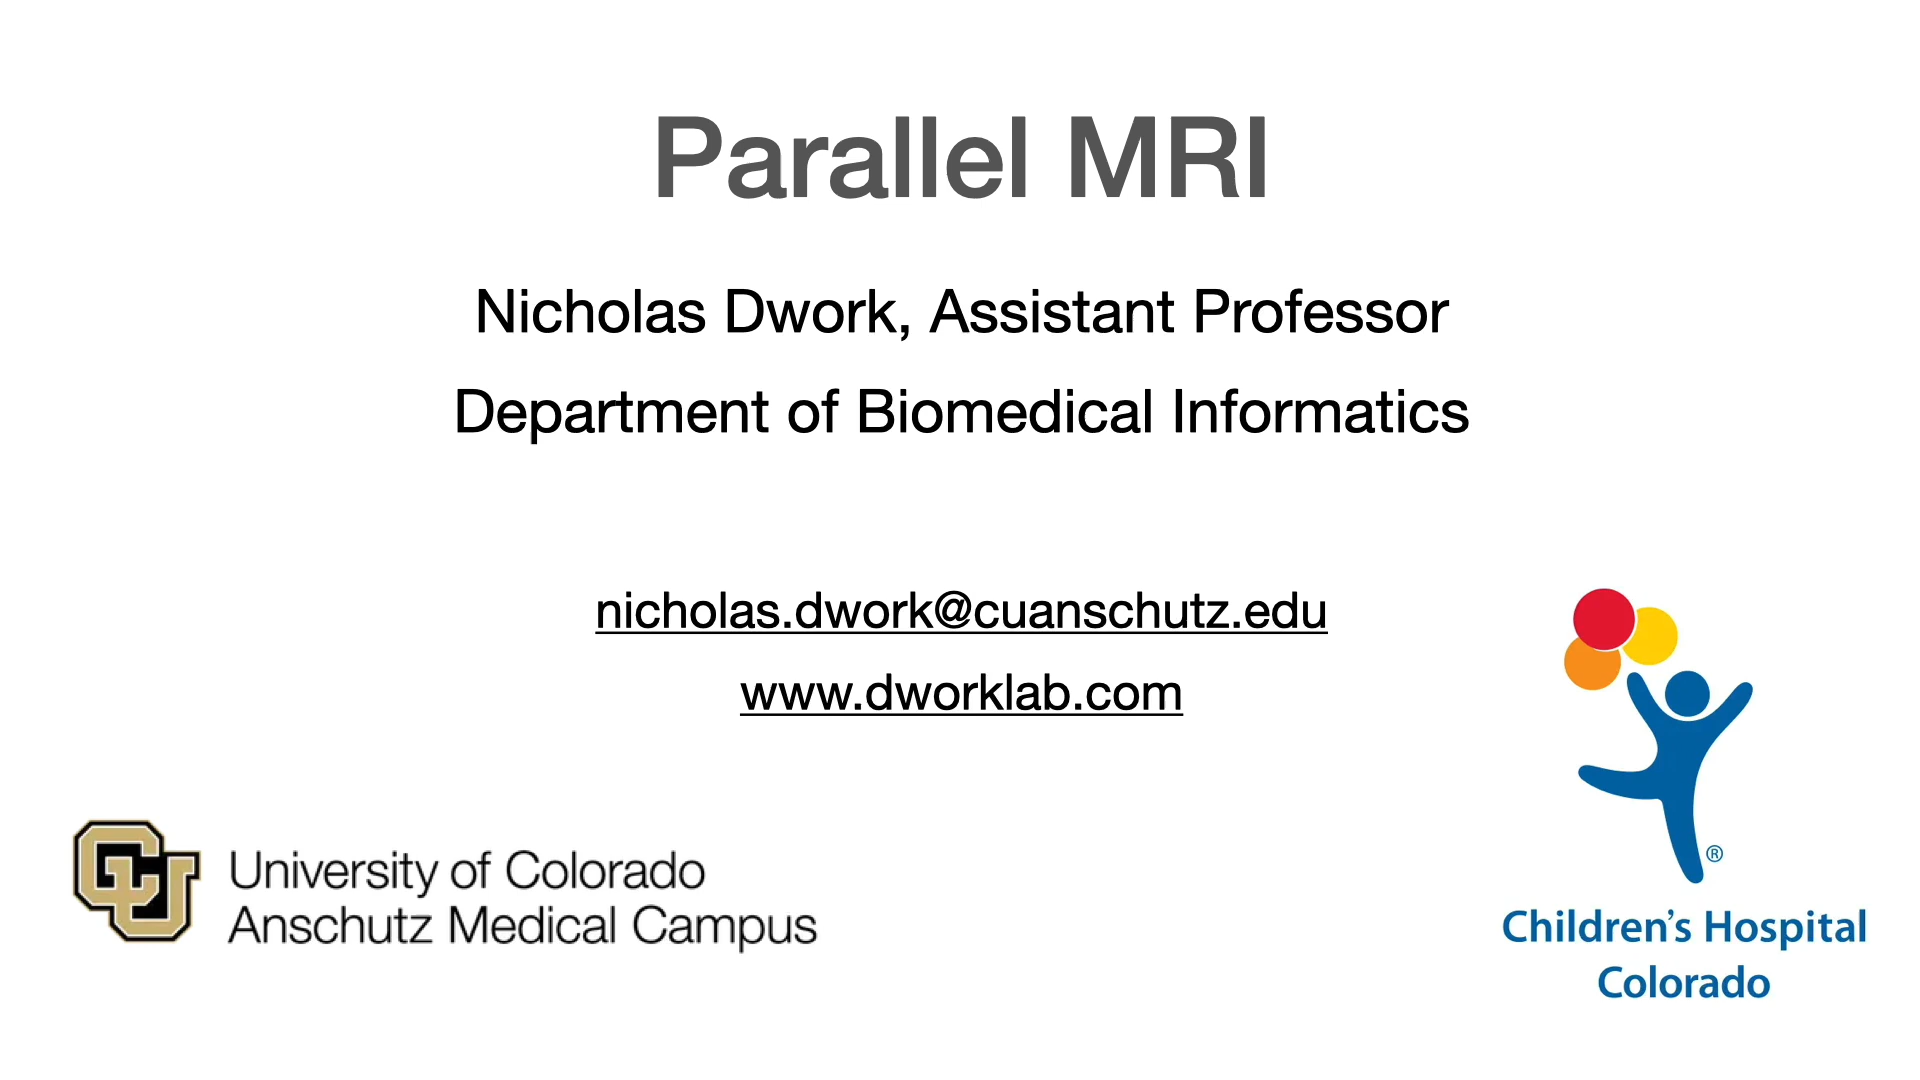 Parallel MRI
Nicholas Dwork, Assistant Professor
Department of Biomedical Informatics
nicholas.dwork@cuanschutz.edu
www.dworklab.com
CU
University of Colorado
Anschutz Medical Campus
®
Children's Hospital
Colorado